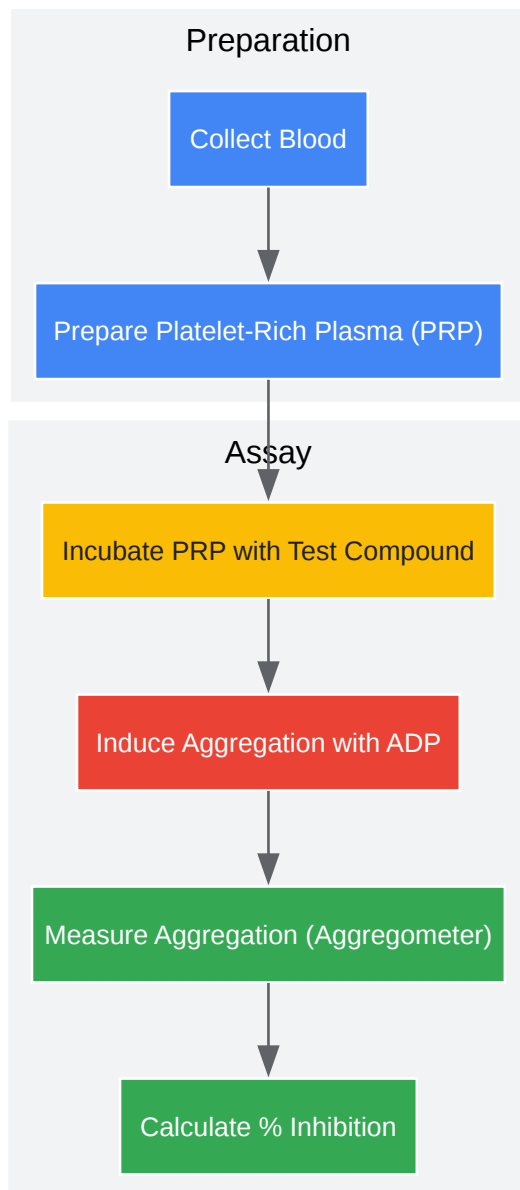 Preparation
Collect Blood
Prepare Platelet-Rich Plasma (PRP)
Assay
Incubate PRP with Test Compound
Induce Aggregation with ADP
Measure Aggregation (Aggregometer)
Calculate % Inhibition